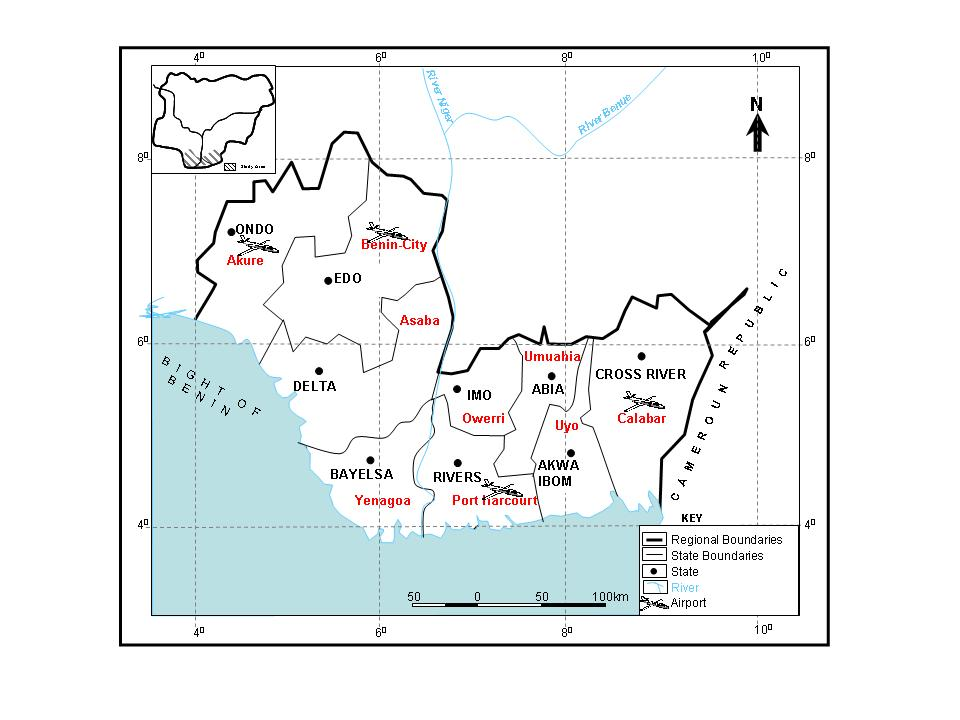 4⁰ 6⁰ 8⁰ 10⁰
River Niger
River Benue
N
Study Area
8⁰ 8⁰
ONDO
Akure
Benin-City
EDO
Asaba
6⁰ 6⁰
BIGHT OF
BENIN
CAMEROUN REPUBLIC
DELTA
Umuahia
IMO
ABIA
CROSS RIVER
Owerri
Uyo
Calabar
BAYELSA
RIVERS
AKWA
IBOM
Yenagoa
Port Harcourt
4⁰ 4⁰
KEY
Regional Boundaries
State Boundaries
State
River
Airport
50 0 50 100km
4⁰ 6⁰ 8⁰ 10⁰